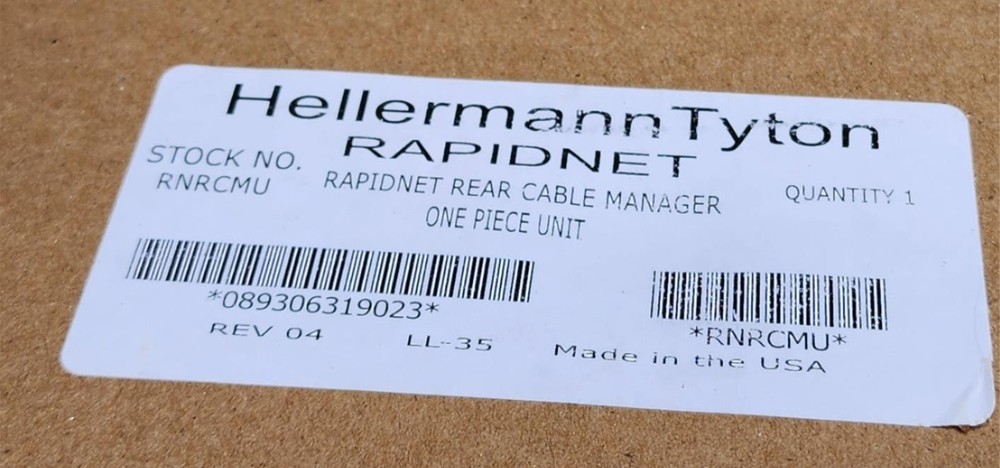 HellermannTyton
RAPIDNET
STOCK NO.
RNRCMU
RAPIDNET REAR CABLE MANAGER
ONE PIECE UNIT
QUANTITY 1
*089306319023*
*RNRCMU*
REV 04
LL-35
Made in the USA